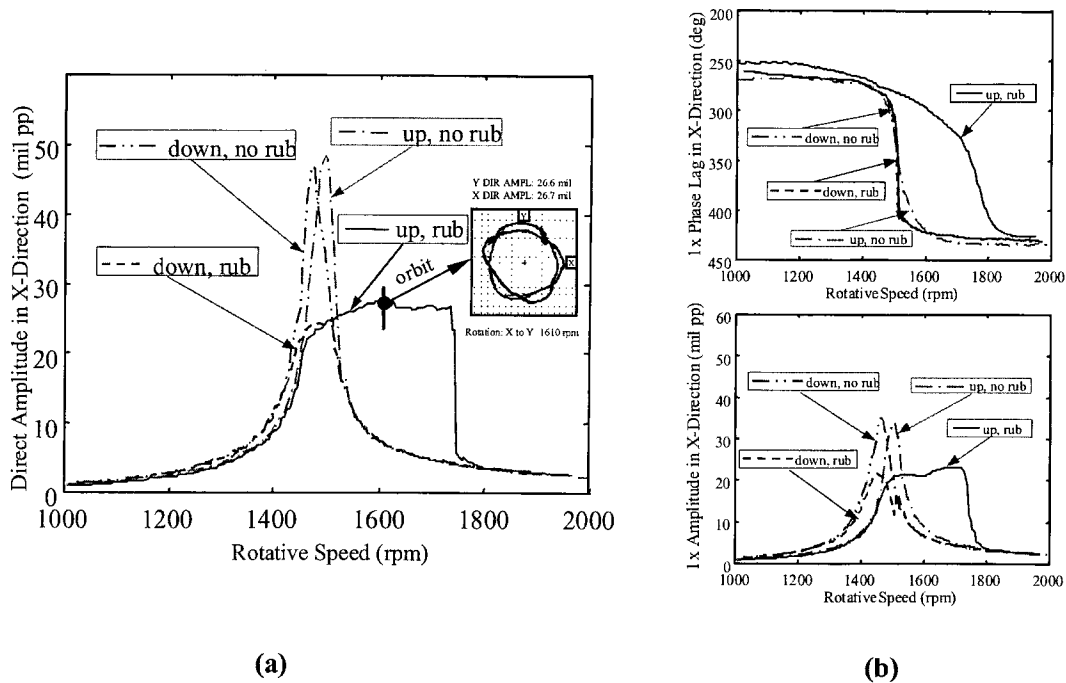 Direct Amplitude in X-Direction (mil pp)
50
40
30
20
10
0
1000
1200
1400
1600
1800
2000
Rotative Speed (rpm)
down, no rub
up, no rub
up, rub
down, rub
orbit
Y DIR AMPL: 26.6 mil
X DIR AMPL: 26.7 mil
Y
X
Rotation: X to Y 1610 rpm
(a)
1 x Phase Lag in X-Direction (deg)
200
250
300
350
400
450
1000
1200
1400
1600
1800
2000
Rotative Speed (rpm)
up, rub
down, no rub
down, rub
up, no rub
1 x Amplitude in X-Direction (mil pp)
60
50
40
30
20
10
0
1000
1200
1400
1600
1800
2000
Rotative Speed (rpm)
down, no rub
up, no rub
up, rub
down, rub
(b)